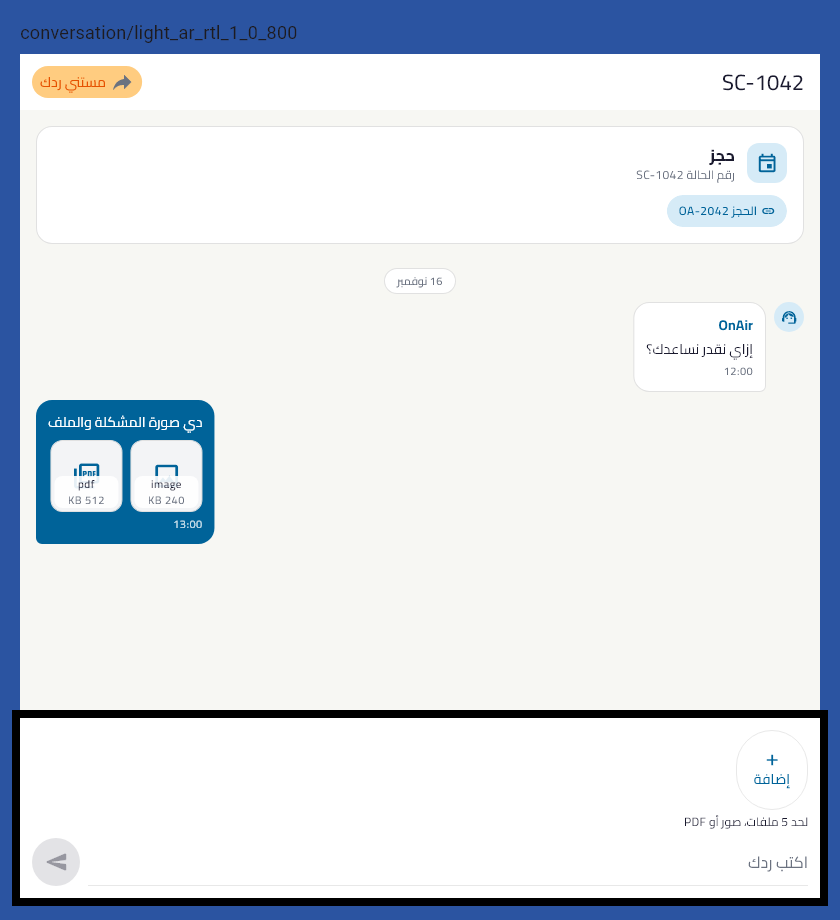 conversation/light_ar_rtl_1_0_800
SC-1042
مستني ردك
حجز
رقم الحالة SC-1042
الحجز OA-2042
16 نوفمبر
OnAir
إزاي نقدر نساعدك؟
12:00
دي صورة المشكلة والملف
image
240 KB
PDF
pdf
512 KB
13:00
+
إضافة
لحد 5 ملفات، صور أو PDF
اكتب ردك